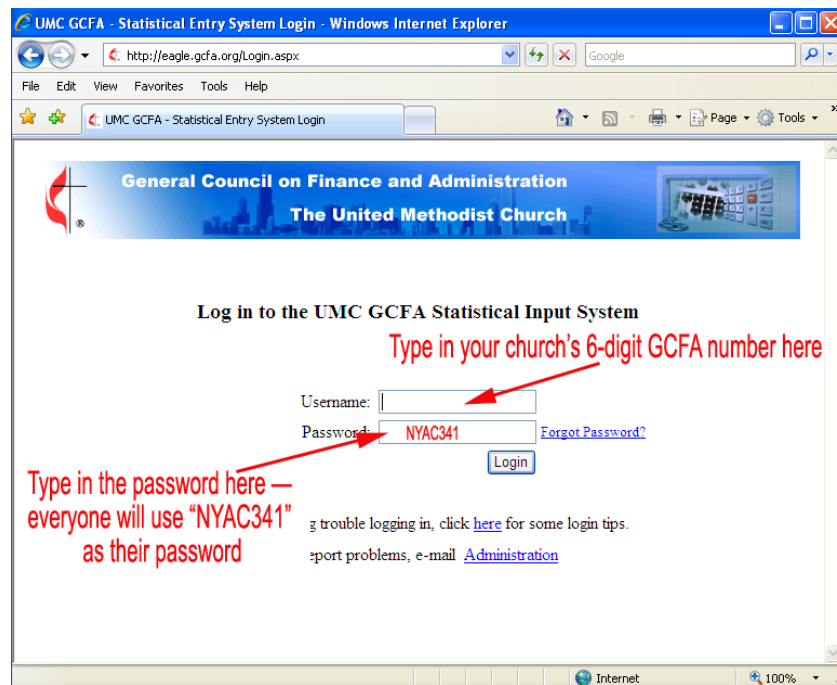 UMC GCFA - Statistical Entry System Login - Windows Internet Explorer
http://eagle.gcfa.org/Login.aspx
Google
File Edit View Favorites Tools Help
UMC GCFA - Statistical Entry System Login
Page Tools »
General Council on Finance and Administration
The United Methodist Church
®
Log in to the UMC GCFA Statistical Input System
Type in your church's 6-digit GCFA number here
Username:
Password: NYAC341 Forgot Password?
Login
Type in the password here —
everyone will use “NYAC341”
as their password
trouble logging in, click here for some login tips.
problems, e-mail Administration
Internet 100%